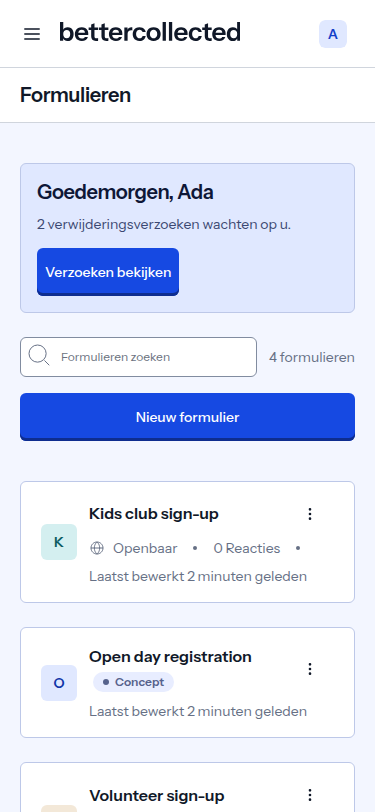 bettercollected
A
Formulieren
Goedemorgen, Ada
2 verwijderingsverzoeken wachten op u.
Verzoeken bekijken
Formulieren zoeken
4 formulieren
Nieuw formulier
Kids club sign-up
K
Openbaar • 0 Reacties •
Laatst bewerkt 2 minuten geleden
Open day registration
O
Concept
Laatst bewerkt 2 minuten geleden
Volunteer sign-up